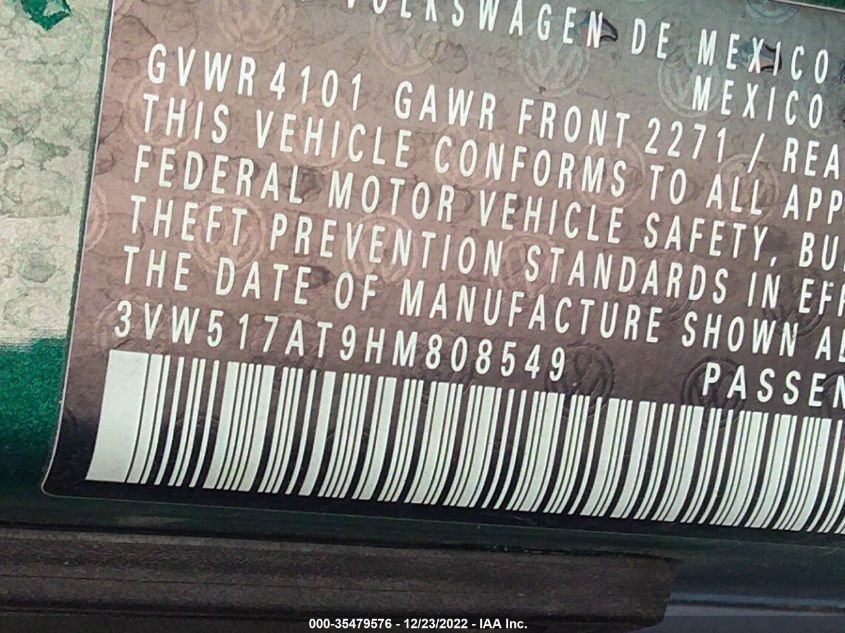 VOLKSWAGEN DE MEXICO
MEXICO
GVWR 4101 GAWR FRONT 2271 / REA
THIS VEHICLE CONFORMS TO ALL APP
FEDERAL MOTOR VEHICLE SAFETY, BU
THEFT PREVENTION STANDARDS IN EFF
THE DATE OF MANUFACTURE SHOWN A
3VW517AT9HM808549
PASSEN
000-35479576 - 12/23/2022 - IAA Inc.